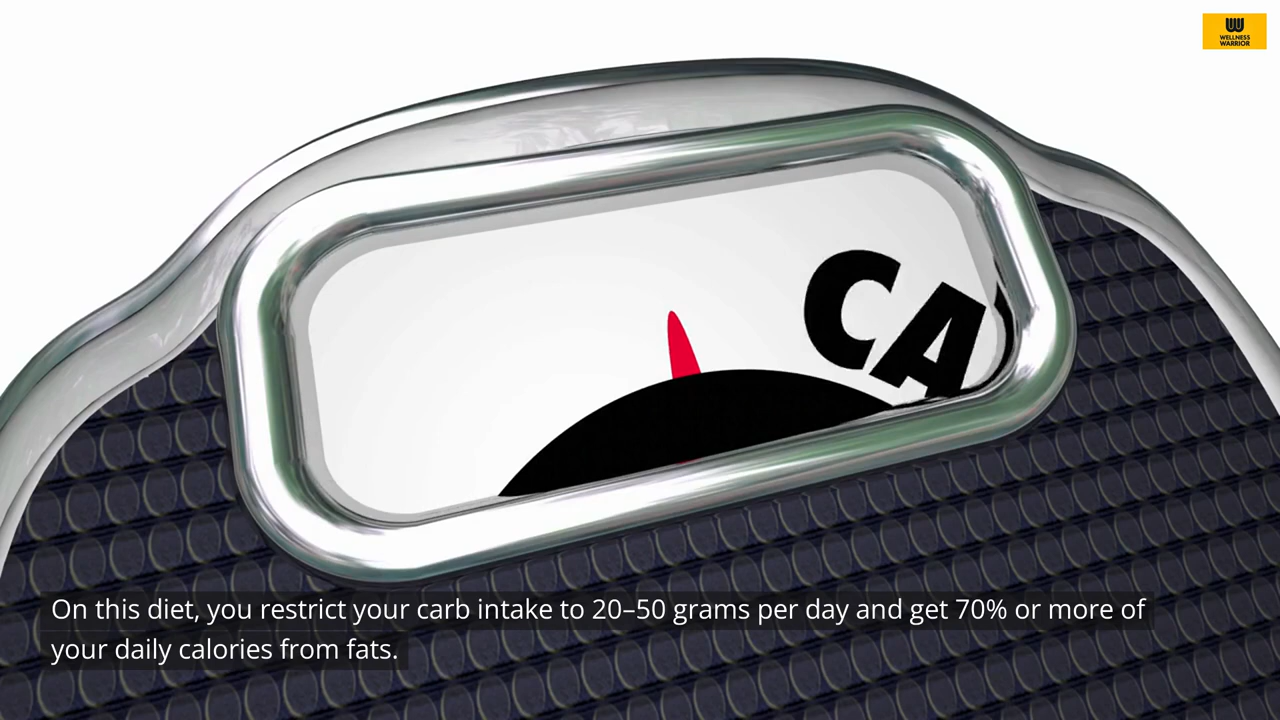 WELLNESS
WARRIOR
CA
On this diet, you restrict your carb intake to 20–50 grams per day and get 70% or more of
your daily calories from fats.